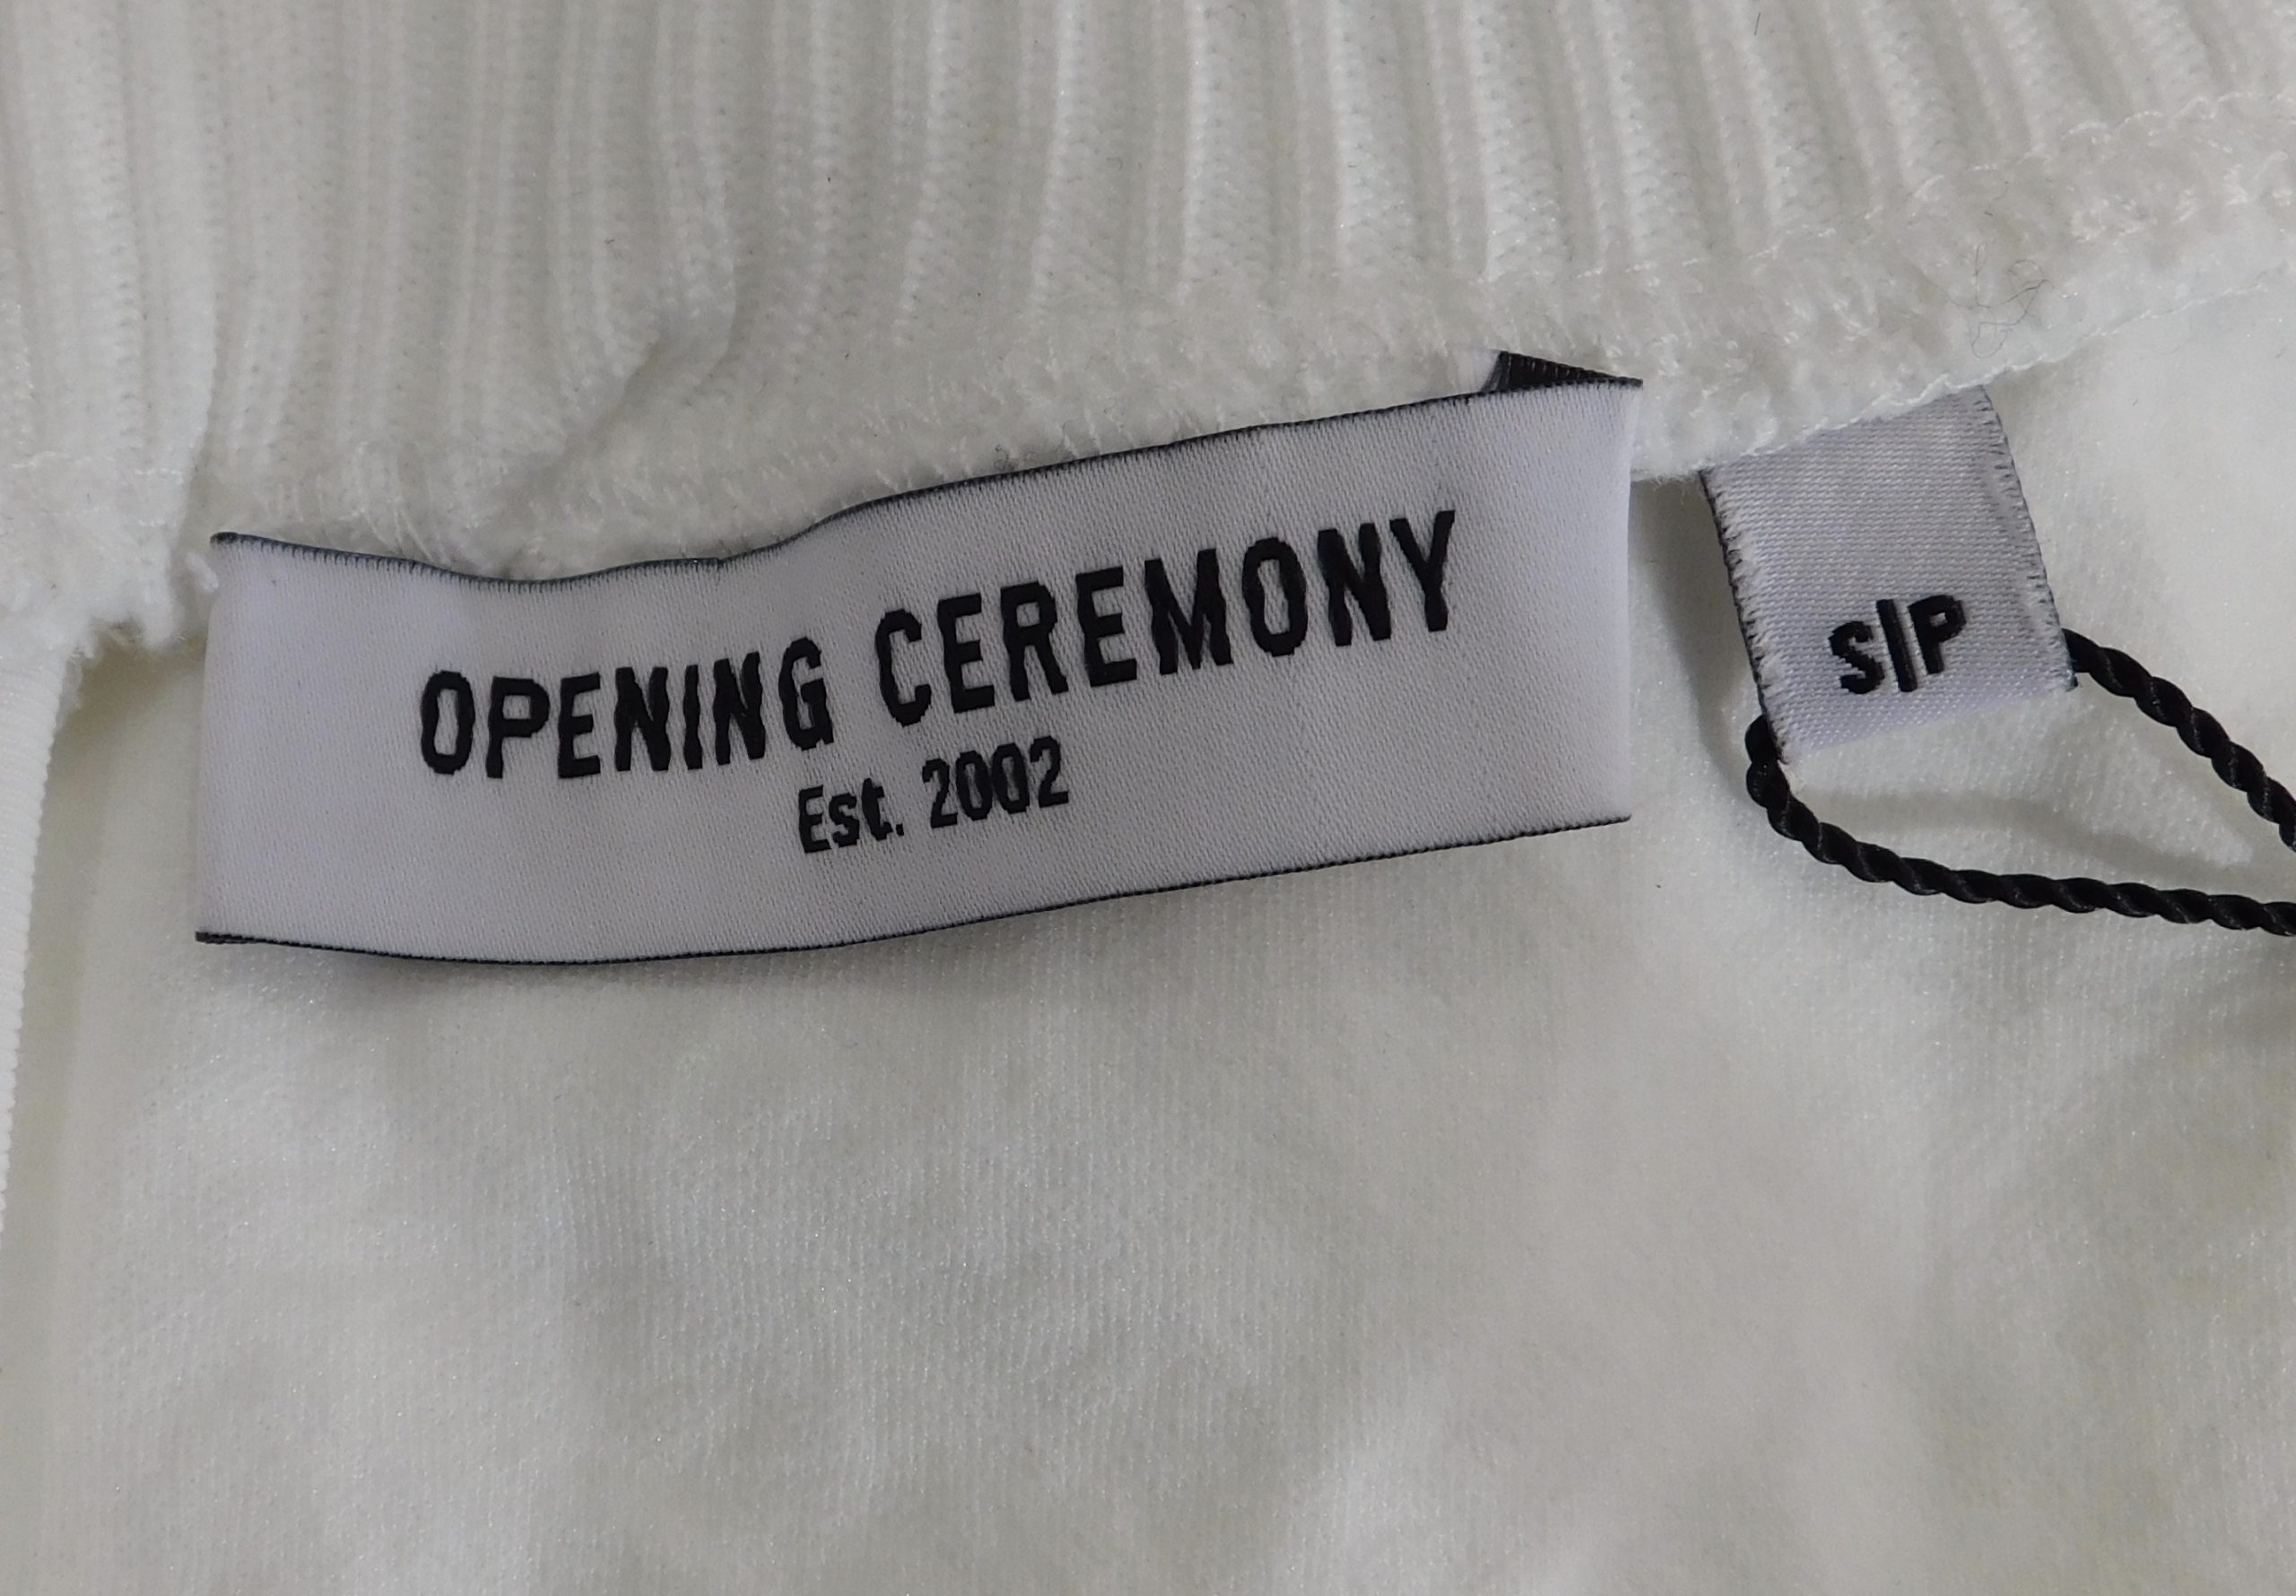 OPENING CEREMONY
Est. 2002
S|P